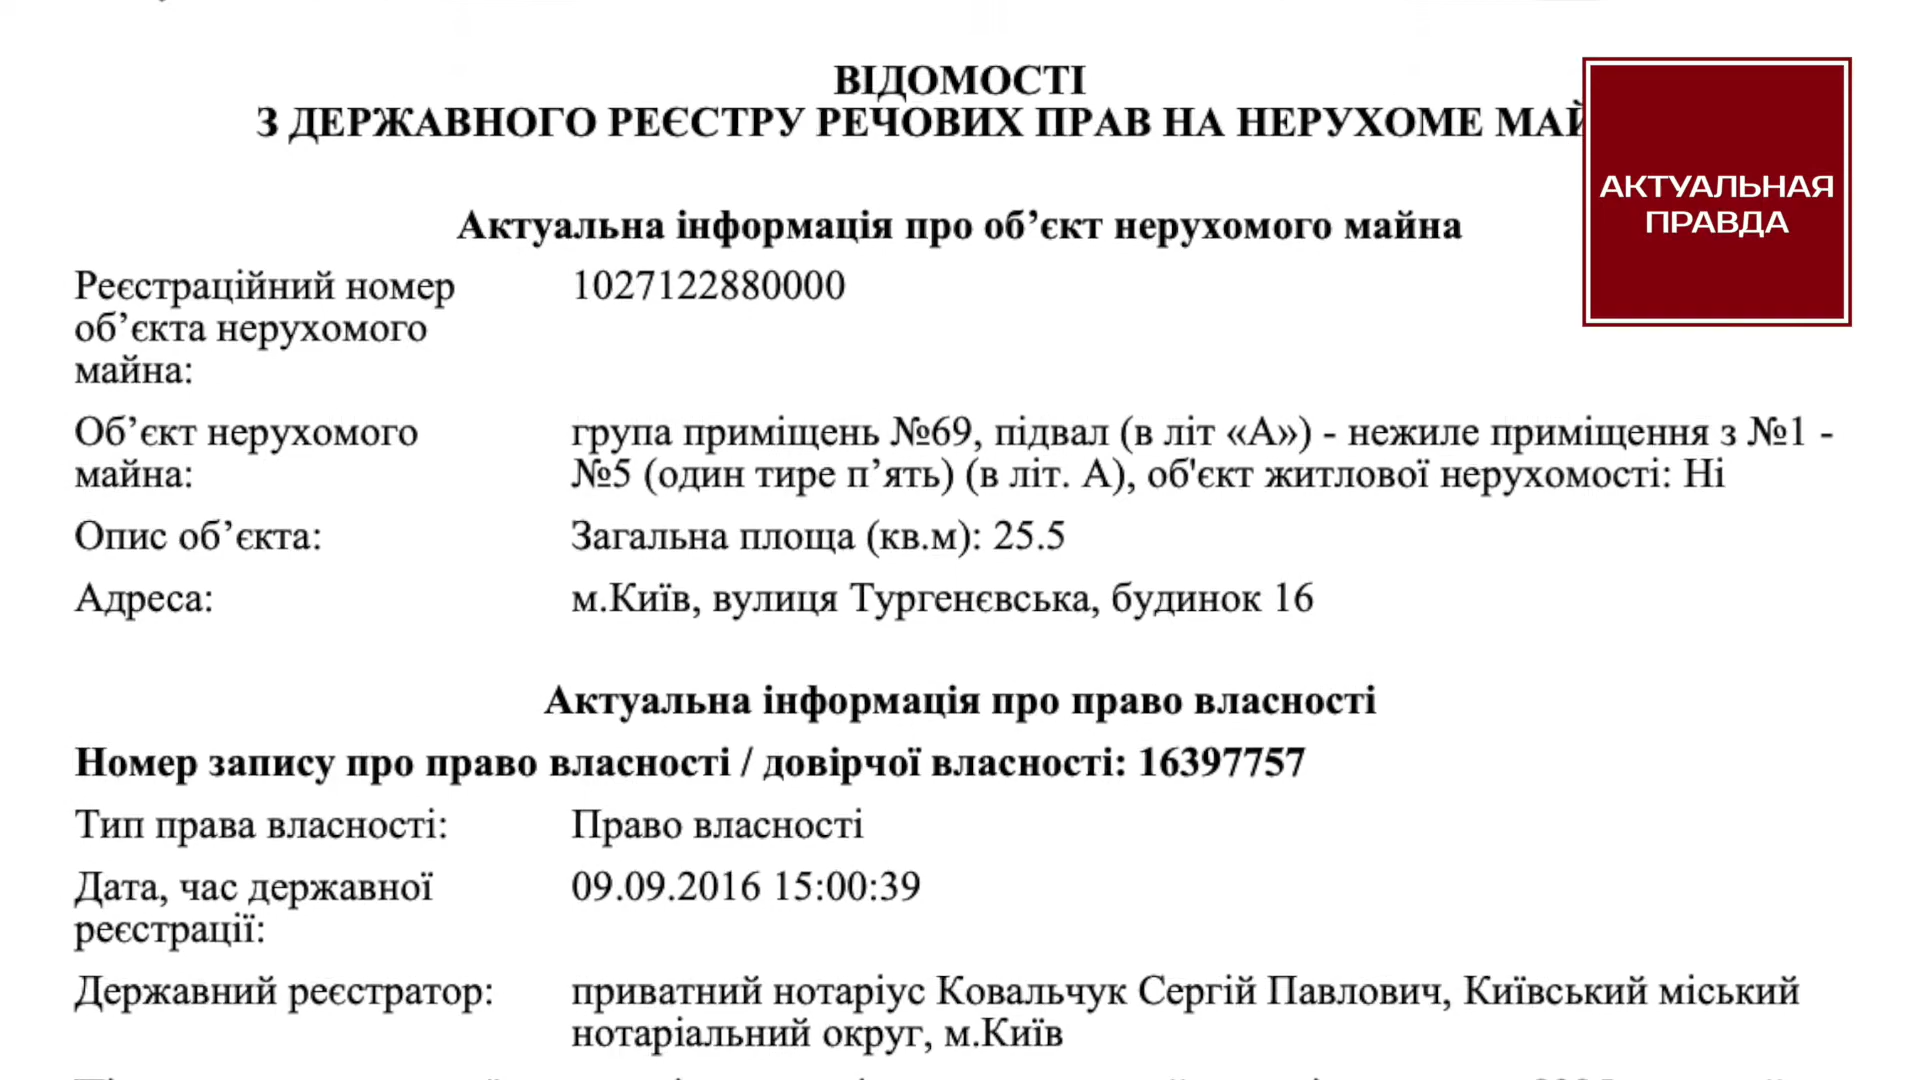 ВІДОМОСТІ
З ДЕРЖАВНОГО РЕЄСТРУ РЕЧОВИХ ПРАВ НА НЕРУХОМЕ
АКТУАЛЬНАЯ
ПРАВДА
Актуальна інформація про об’єкт нерухомого майна
Реєстраційний номер 1027122880000
об’єкта нерухомого
майна:
Об’єкт нерухомого група приміщень №69, підвал (в літ «А») - нежиле приміщення з №1 -
майна: №5 (один тире п’ять) (в літ. А), об'єкт житлової нерухомості: Ні
Опис об’єкта: Загальна площа (кв.м): 25.5
Адреса: м.Київ, вулиця Тургенєвська, будинок 16
Актуальна інформація про право власності
Номер запису про право власності / довірчої власності: 16397757
Тип права власності: Право власності
Дата, час державної 09.09.2016 15:00:39
реєстрації:
Державний реєстратор: приватний нотаріус Ковальчук Сергій Павлович, Київський міський
нотаріальний округ, м.Київ